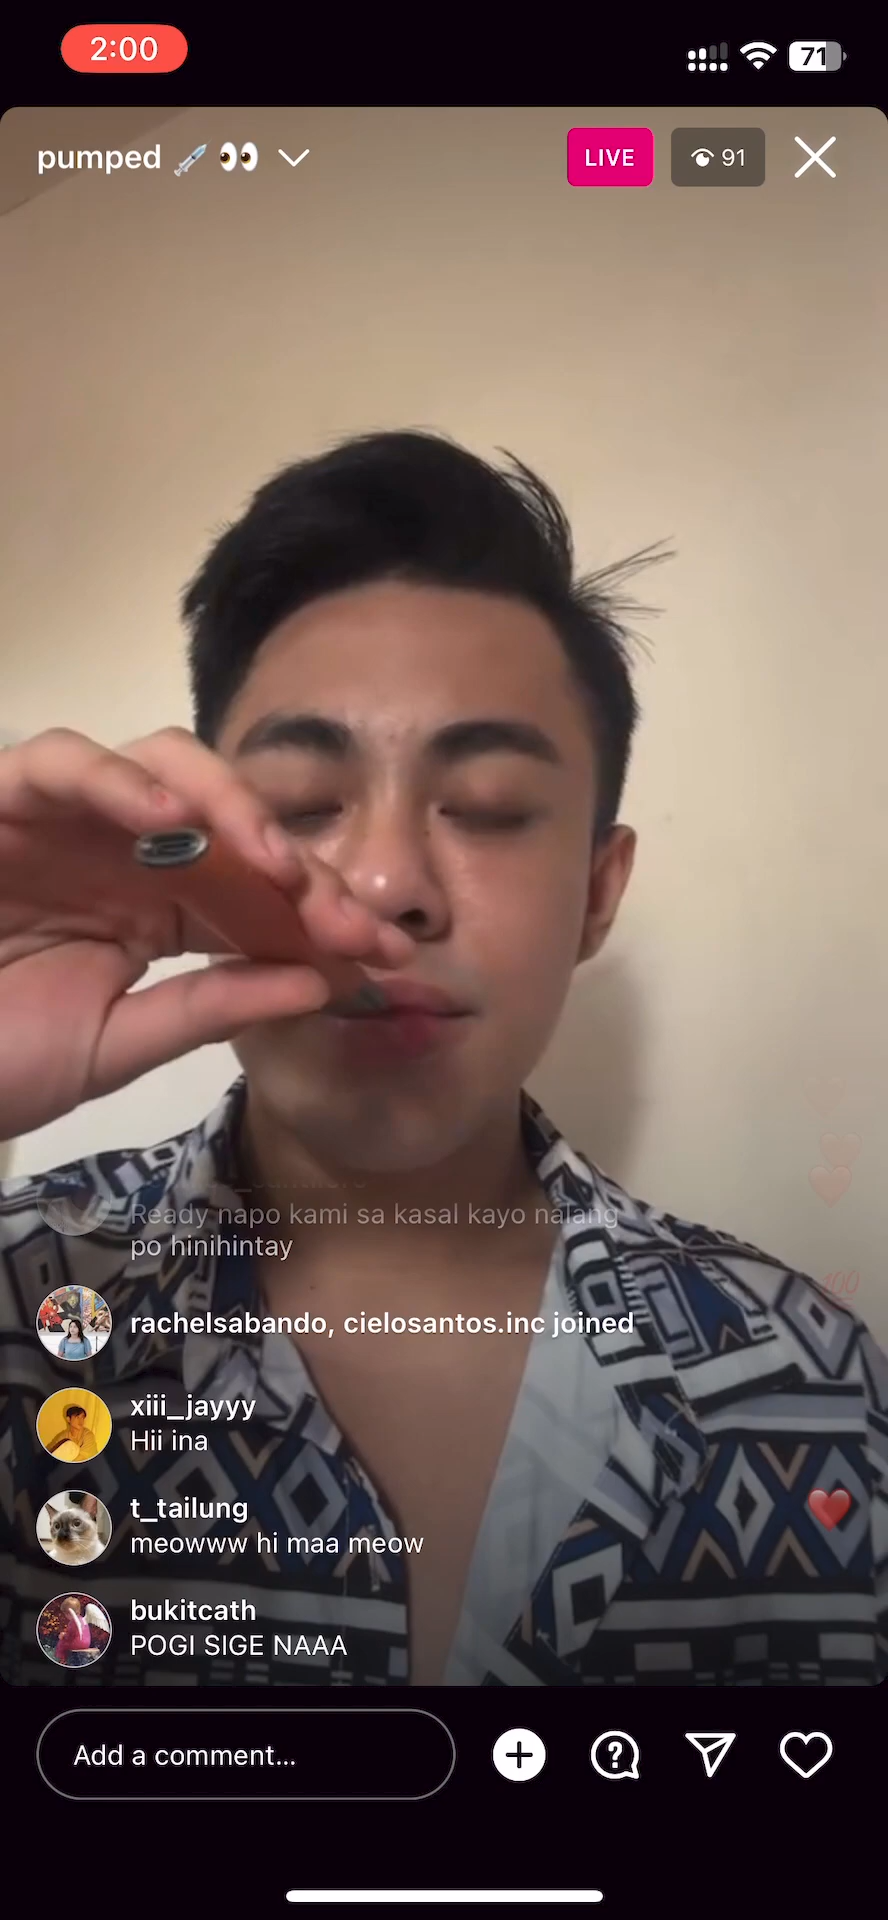 2:00
71
pumped 💉 👀
LIVE
91
Ready napo kami sa kasal kayo nalang
po hinihintay
rachelsabando, cielosantos.inc joined
xiii_jayyy
Hii ina
t_tailung
meowww hi maa meow
bukitcath
POGI SIGE NAAA
Add a comment...